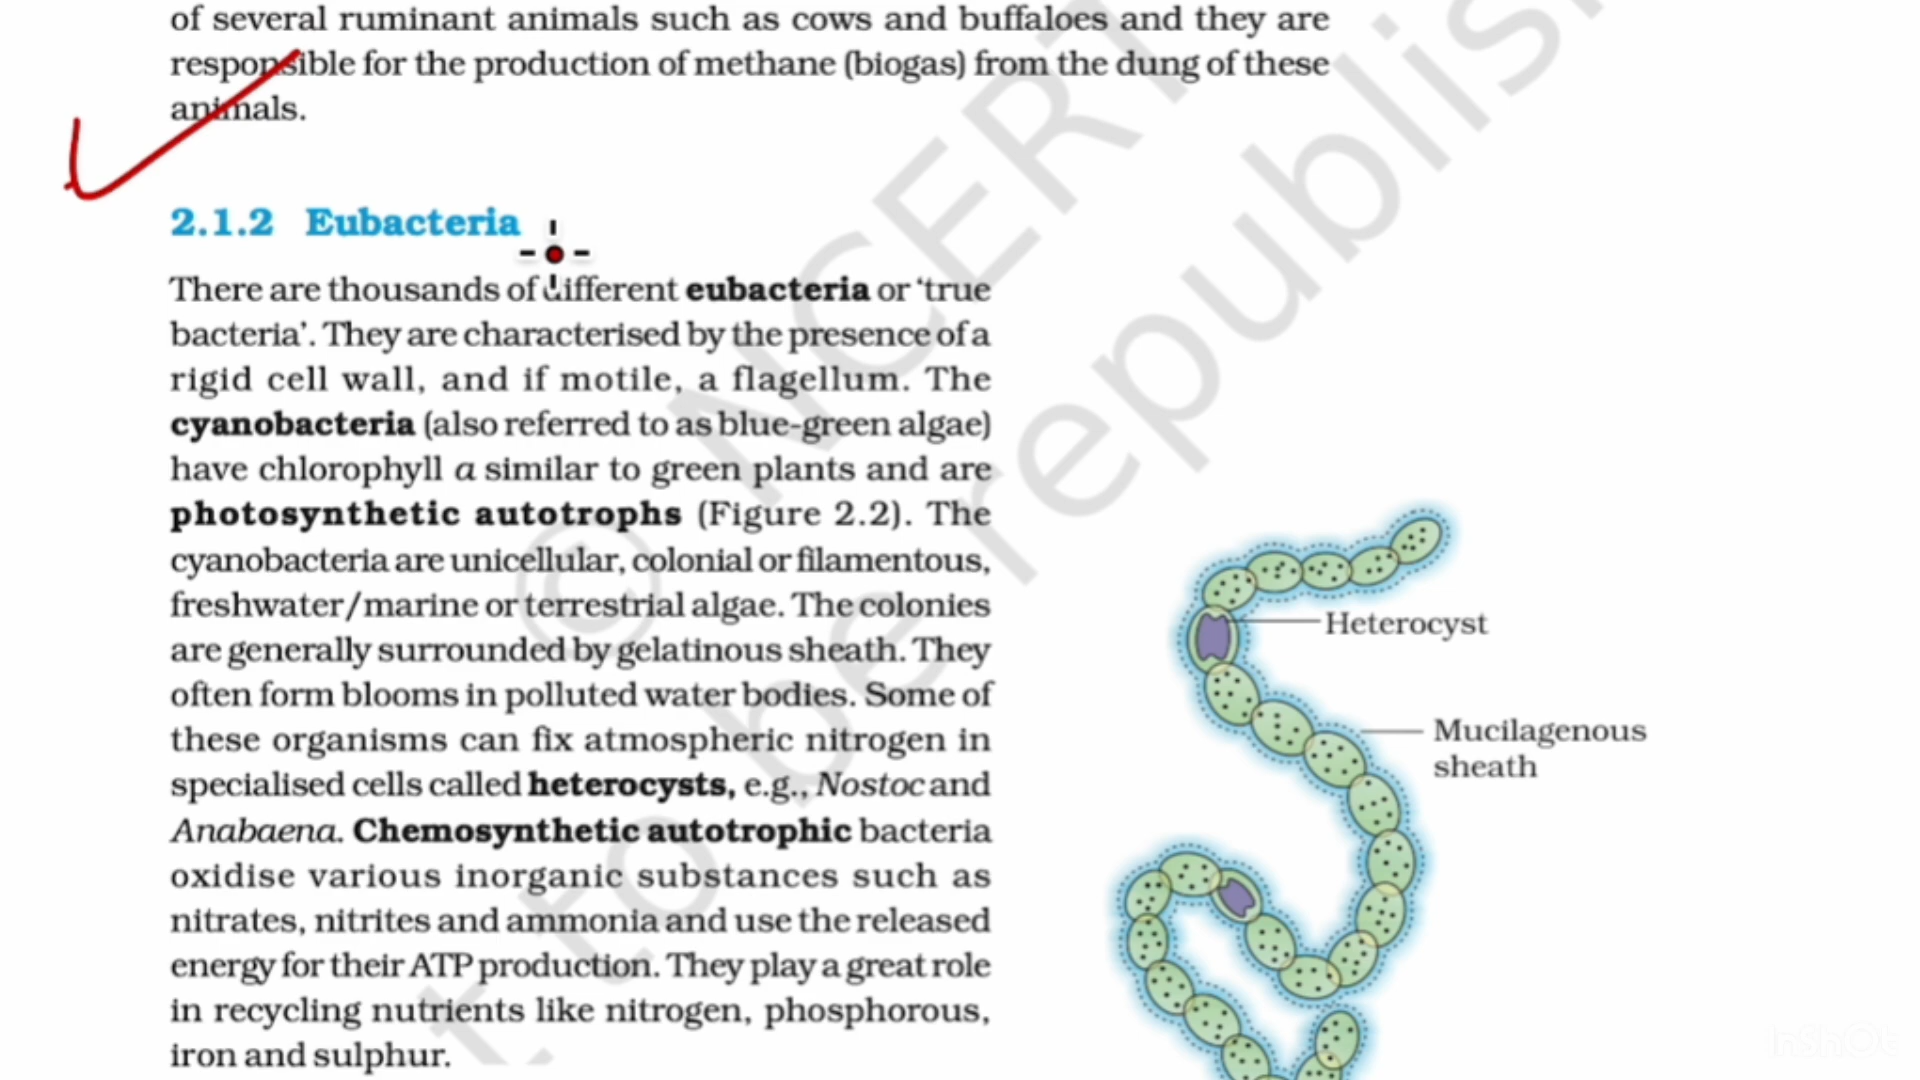 of several ruminant animals such as cows and buffaloes and they are
responsible for the production of methane (biogas) from the dung of these
animals.
2.1.2 Eubacteria
There are thousands of different eubacteria or ‘true
bacteria’. They are characterised by the presence of a
rigid cell wall, and if motile, a flagellum. The
cyanobacteria (also referred to as blue-green algae)
have chlorophyll a similar to green plants and are
photosynthetic autotrophs (Figure 2.2). The
cyanobacteria are unicellular, colonial or filamentous,
freshwater/marine or terrestrial algae. The colonies
are generally surrounded by gelatinous sheath. They
often form blooms in polluted water bodies. Some of
these organisms can fix atmospheric nitrogen in
specialised cells called heterocysts, e.g., Nostoc and
Anabaena. Chemosynthetic autotrophic bacteria
oxidise various inorganic substances such as
nitrates, nitrites and ammonia and use the released
energy for their ATP production. They play a great role
in recycling nutrients like nitrogen, phosphorous,
iron and sulphur.
Heterocyst
Mucilagenous
sheath
© NCERT
to be republis